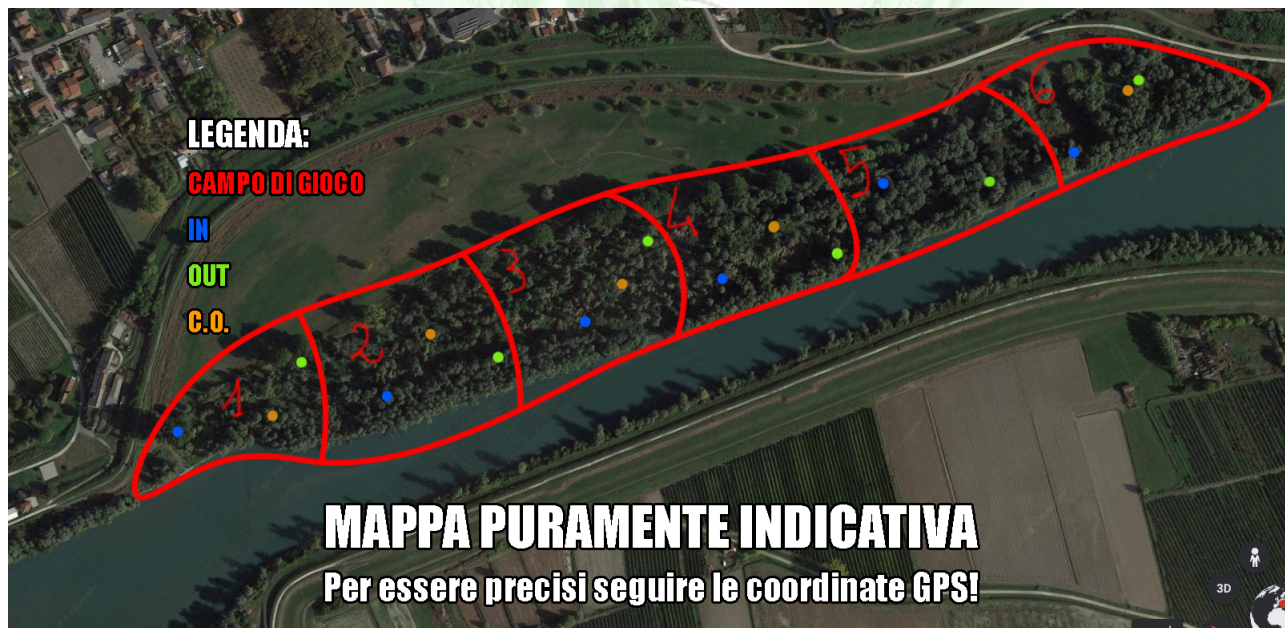 LEGENDA:
CAMPO DI GIOCO
IN
OUT
C.O.
1
2
3
4
5
6
MAPPA PURAMENTE INDICATIVA
Per essere precisi seguire le coordinate GPS!
3D